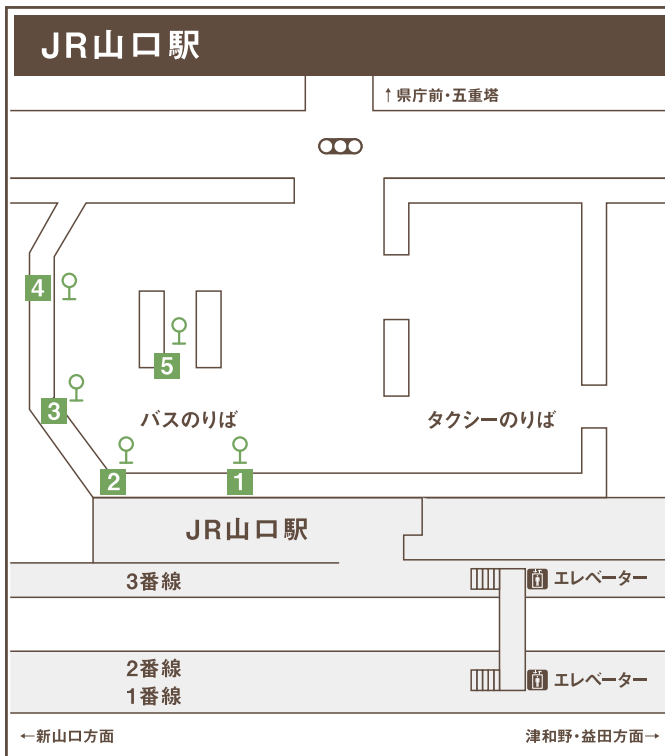 JR山口駅
↑県庁前・五重塔
4
5
3
バスのりば
タクシーのりば
2
1
JR山口駅
3番線
エレベーター
2番線
エレベーター
1番線
←新山口方面
津和野・益田方面→